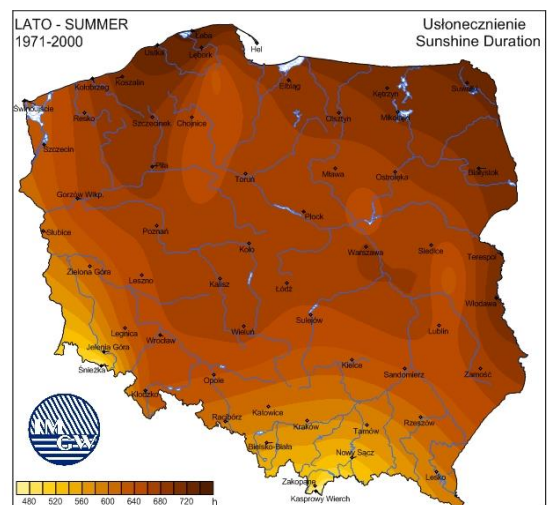 LATO - SUMMER
1971-2000
Usłonecznienie
Sunshine Duration
Łeba
Hel
Ustka
Lębork
Koszalin
Kołobrzeg
Elbląg
Kętrzyn
Suwałki
Świnoujście
Resko
Szczecinek
Chojnice
Olsztyn
Mikołajki
Szczecin
Piła
Toruń
Mława
Ostrołęka
Białystok
Gorzów Wlkp.
Płock
Słubice
Poznań
Koło
Warszawa
Siedlce
Terespol
Zielona Góra
Leszno
Kalisz
Łódź
Włodawa
Sulejów
Legnica
Wrocław
Wieluń
Lublin
Jelenia Góra
Śnieżka
Kielce
Sandomierz
Zamość
Kłodzko
Opole
Racibórz
Katowice
Kraków
Tarnów
Rzeszów
Bielsko-Biała
Nowy Sącz
Lesko
Zakopane
Kasprowy Wierch
IM
GW
480 520 560 600 640 680 720 h